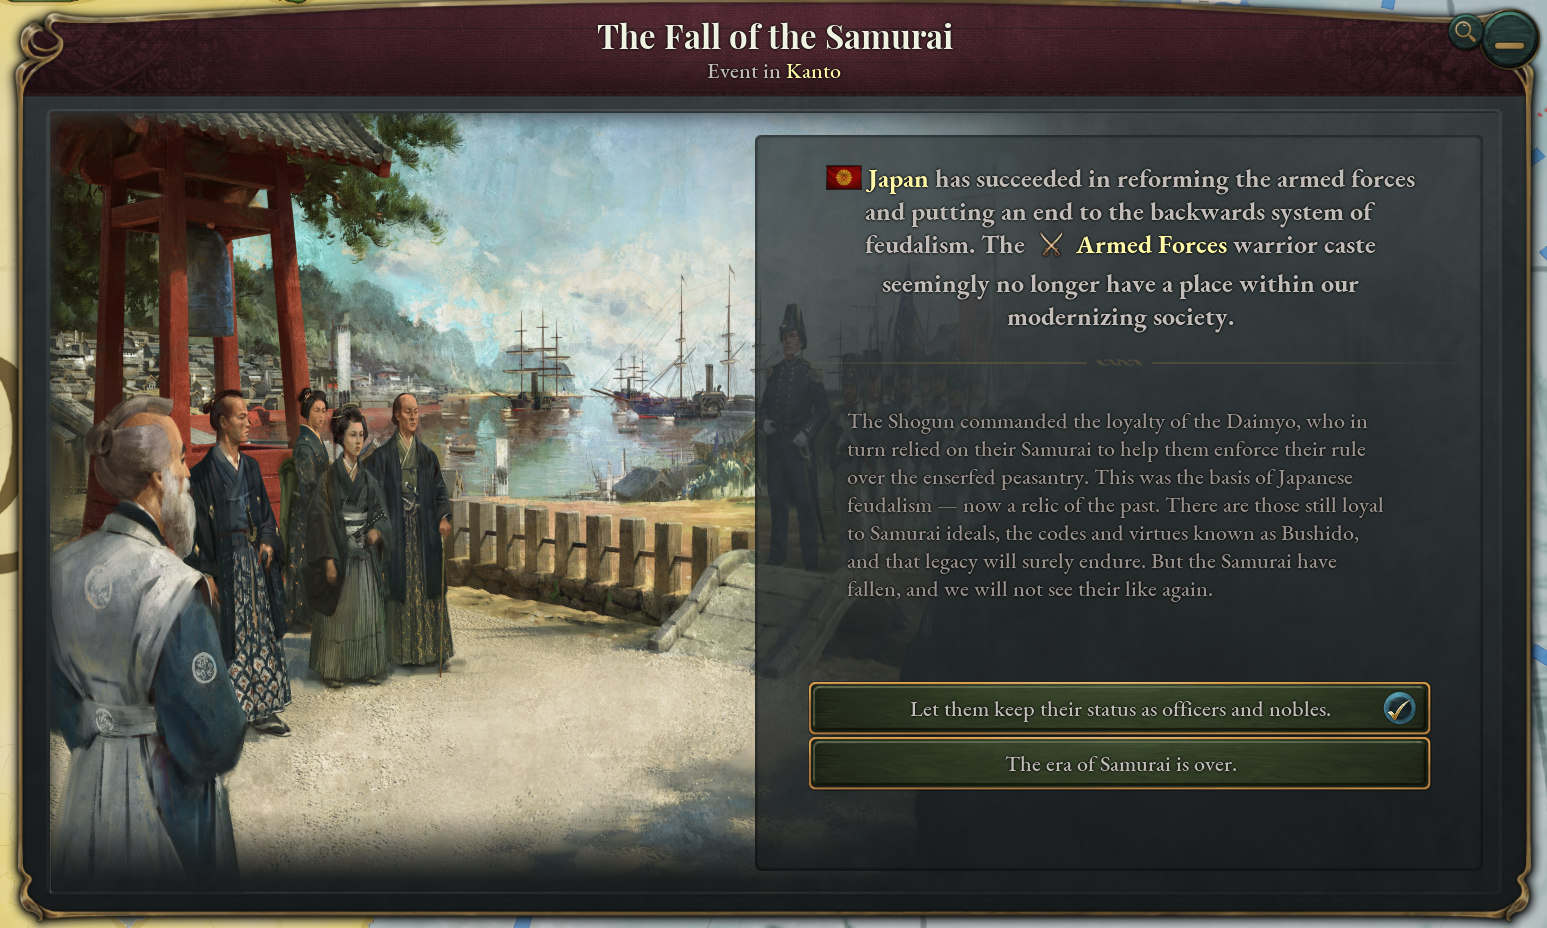 The Fall of the Samurai
Event in Kanto
Japan has succeeded in reforming the armed forces
and putting an end to the backwards system of
feudalism. The Armed Forces warrior caste
seemingly no longer have a place within our
modernizing society.
The Shogun commanded the loyalty of the Daimyo, who in
turn relied on their Samurai to help them enforce their rule
over the enserfed peasantry. This was the basis of Japanese
feudalism — now a relic of the past. There are those still loyal
to Samurai ideals, the codes and virtues known as Bushido,
and that legacy will surely endure. But the Samurai have
fallen, and we will not see their like again.
Let them keep their status as officers and nobles.
The era of Samurai is over.